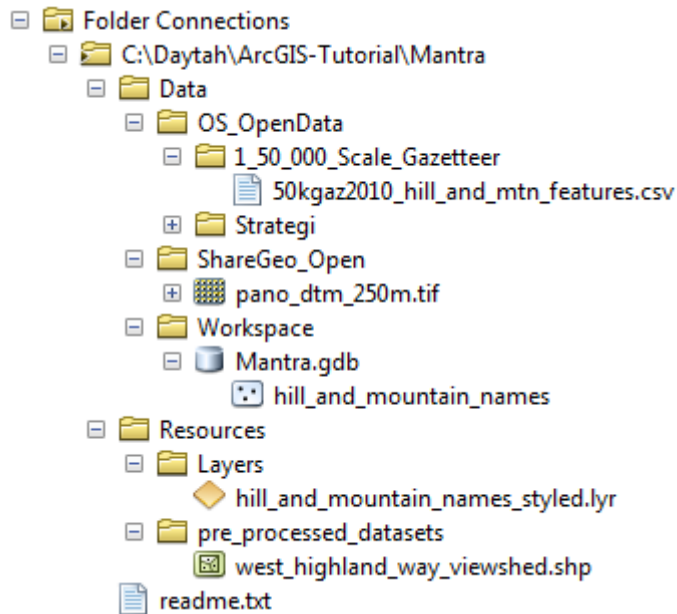 Folder Connections
C:\Daytah\ArcGIS-Tutorial\Mantra
Data
OS_OpenData
1_50_000_Scale_Gazetteer
50kgaz2010_hill_and_mtn_features.csv
Strategi
ShareGeo_Open
pano_dtm_250m.tif
Workspace
Mantra.gdb
hill_and_mountain_names
Resources
Layers
hill_and_mountain_names_styled.lyr
pre_processed_datasets
west_highland_way_viewshed.shp
readme.txt